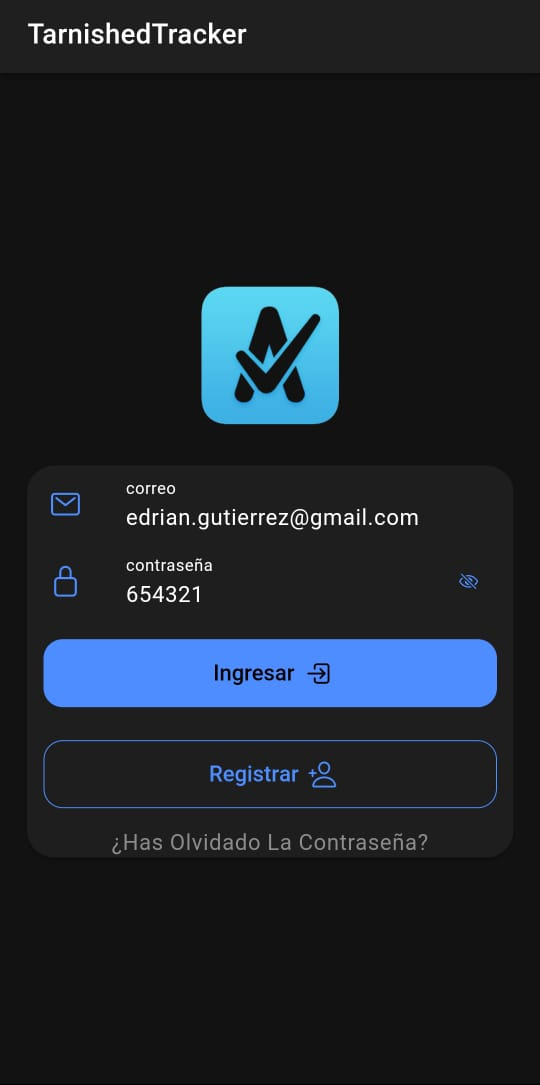 TarnishedTracker
correo
edrian.gutierrez@gmail.com
contraseña
654321
Ingresar
Registrar
¿Has Olvidado La Contraseña?